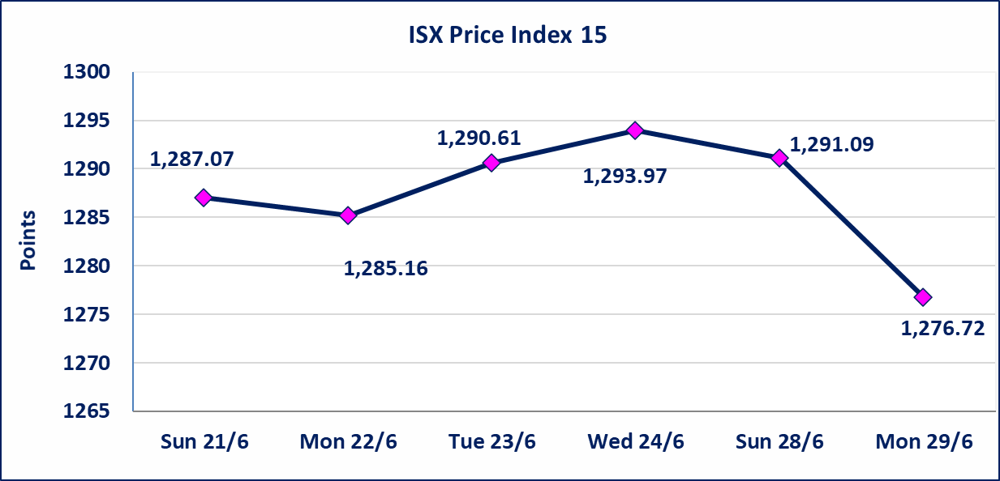 ISX Price Index 15
1300
1295
1290
1285
1280
1275
1270
1265
Points
1,287.07
1,285.16
1,290.61
1,293.97
1,291.09
1,276.72
Sun 21/6
Mon 22/6
Tue 23/6
Wed 24/6
Sun 28/6
Mon 29/6